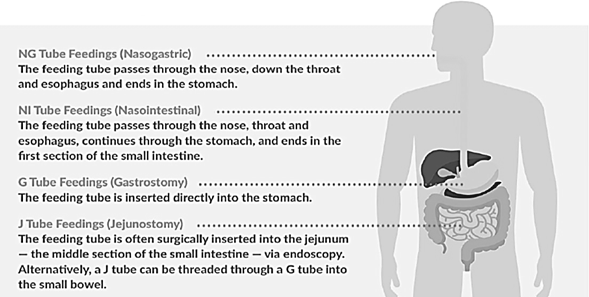 NG Tube Feedings (Nasogastric)
The feeding tube passes through the nose, down the throat
and esophagus and ends in the stomach.
NI Tube Feedings (Nasointestinal)
The feeding tube passes through the nose, throat and
esophagus, continues through the stomach, and ends in the
first section of the small intestine.
G Tube Feedings (Gastrostomy)
The feeding tube is inserted directly into the stomach.
J Tube Feedings (Jejunostomy)
The feeding tube is often surgically inserted into the jejunum
— the middle section of the small intestine — via endoscopy.
Alternatively, a J tube can be threaded through a G tube into
the small bowel.